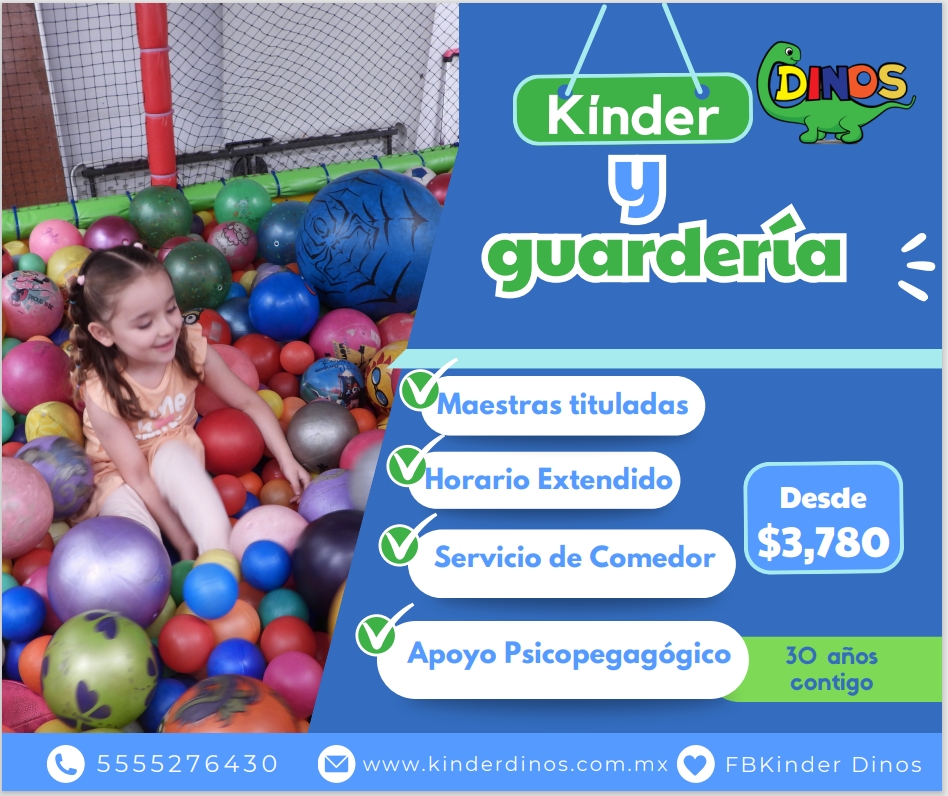 Kínder
DINOS
y
guardería
Maestras tituladas
Horario Extendido
Servicio de Comedor
Apoyo Psicopegagógico
Desde
$3,780
30 años
contigo
5555276430
www.kinderdinos.com.mx
FBKinder Dinos